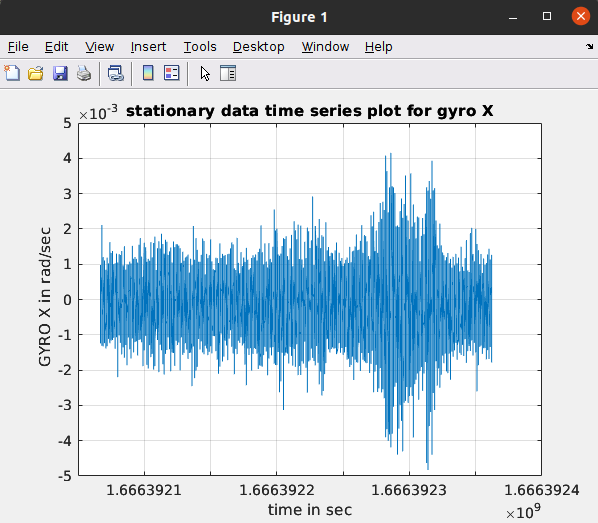 Figure 1
File Edit View Insert Tools Desktop Window Help
×10⁻³ stationary data time series plot for gyro X
5
4
3
2
1
0
-1
-2
-3
-4
-5
GYRO X in rad/sec
1.6663921 1.6663922 1.6663923 1.6663924
time in sec ×10⁹